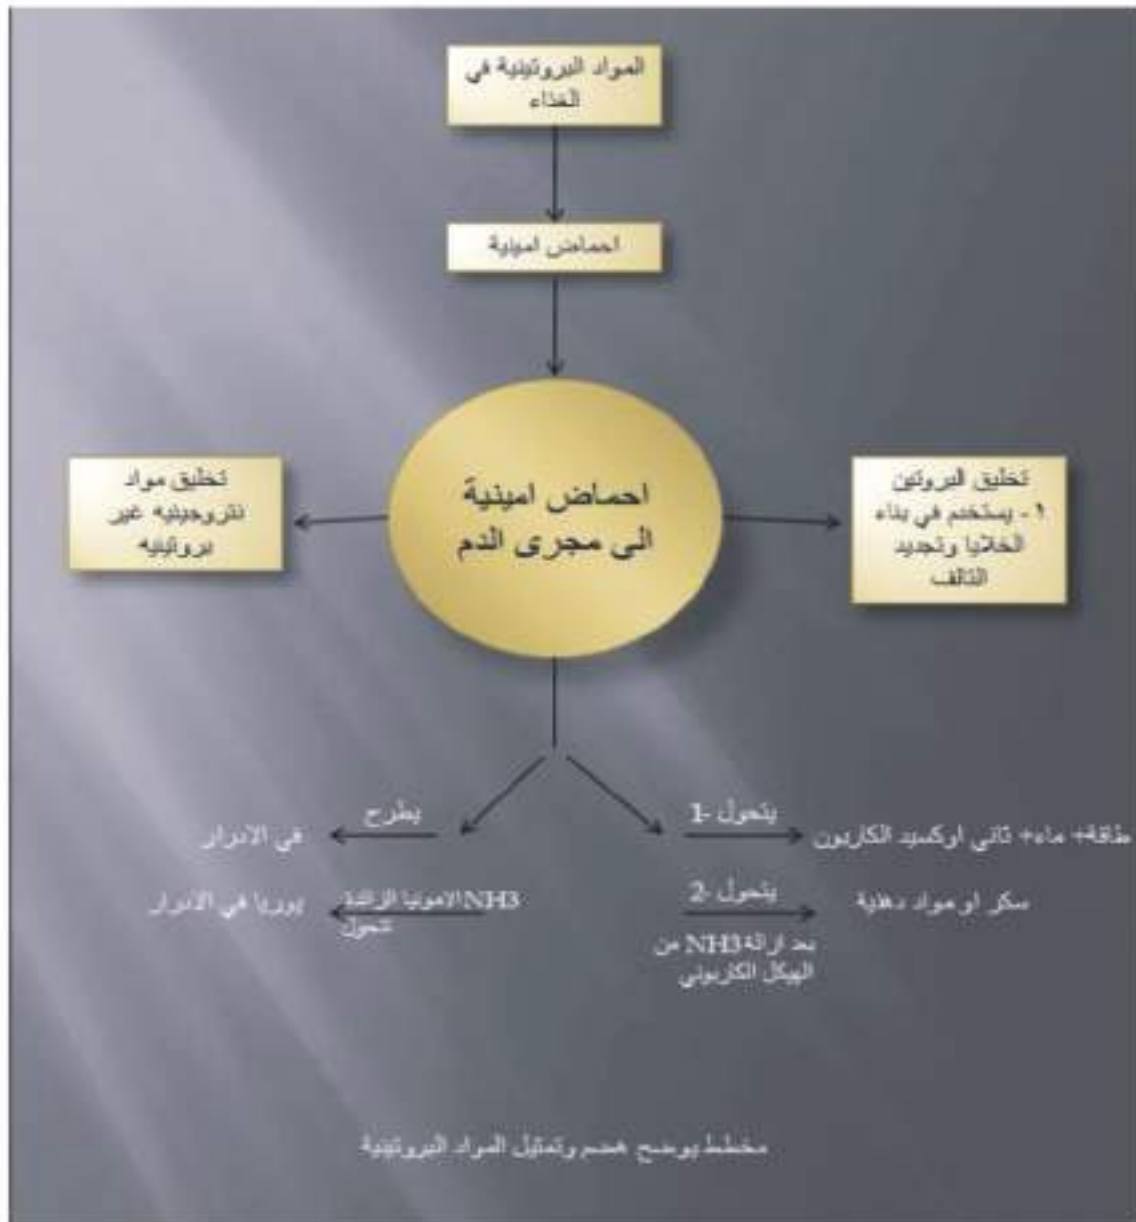 المواد البروتينية في
الغذاء
احماض امينية
احماض امينية
الى مجرى الدم
تخليق البروتين
١- يستخدم في بناء
الخلايا وتجديد
التالف
تخليق مواد
نتروجينيه غير
بروتينيه
يتحول -1
طاقة+ ماء+ ثاني اوكسيد الكاربون
يطرح
في الادرار
يتحول -2
سكر او مواد دهنية
بعد ازالة NH3 من
الهيكل الكاربوني
NH3 الامونيا الزائدة
تتحول
يوريا في الادرار
مخطط يوضح هضم وتمثيل المواد البروتينية